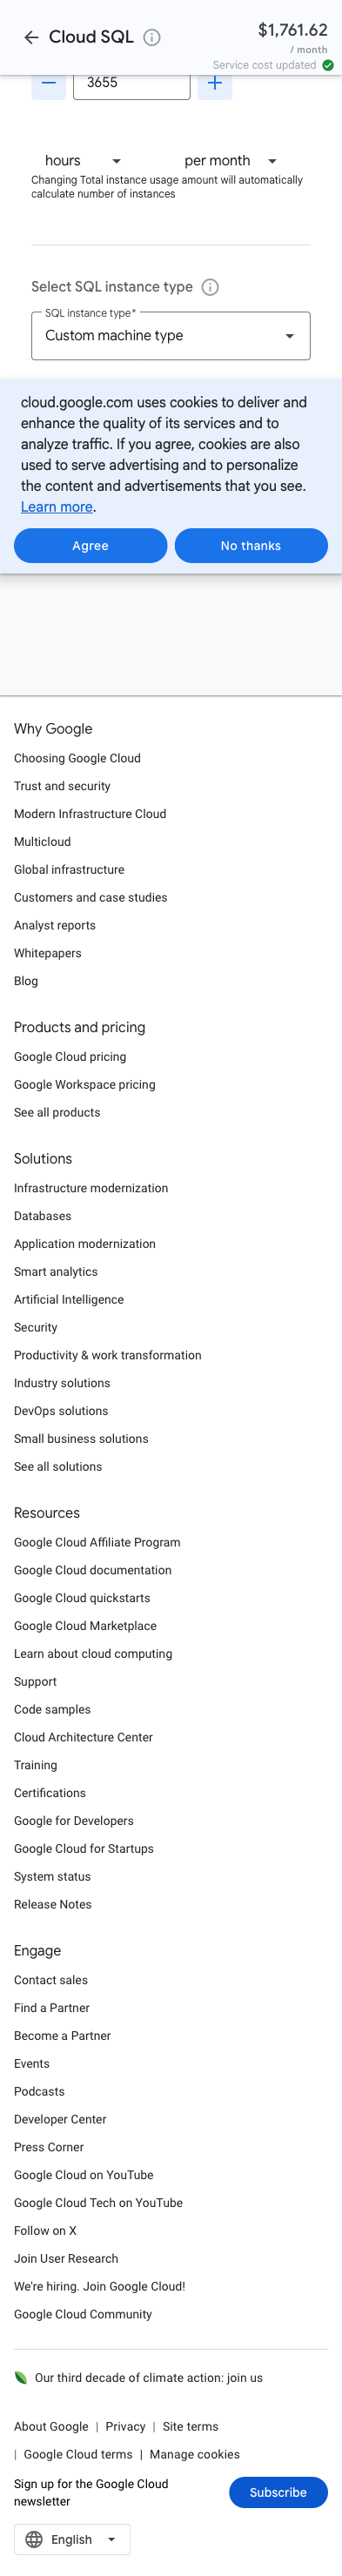 Cloud SQL
$1,761.62
/ month
Service cost updated
3655
hours per month
Changing Total instance usage amount will automatically
calculate number of instances
Select SQL instance type
SQL instance type*
Custom machine type
cloud.google.com uses cookies to deliver and
enhance the quality of its services and to
analyze traffic. If you agree, cookies are also
used to serve advertising and to personalize
the content and advertisements that you see.
Learn more.
Agree No thanks
Why Google
Choosing Google Cloud
Trust and security
Modern Infrastructure Cloud
Multicloud
Global infrastructure
Customers and case studies
Analyst reports
Whitepapers
Blog
Products and pricing
Google Cloud pricing
Google Workspace pricing
See all products
Solutions
Infrastructure modernization
Databases
Application modernization
Smart analytics
Artificial Intelligence
Security
Productivity & work transformation
Industry solutions
DevOps solutions
Small business solutions
See all solutions
Resources
Google Cloud Affiliate Program
Google Cloud documentation
Google Cloud quickstarts
Google Cloud Marketplace
Learn about cloud computing
Support
Code samples
Cloud Architecture Center
Training
Certifications
Google for Developers
Google Cloud for Startups
System status
Release Notes
Engage
Contact sales
Find a Partner
Become a Partner
Events
Podcasts
Developer Center
Press Corner
Google Cloud on YouTube
Google Cloud Tech on YouTube
Follow on X
Join User Research
We're hiring. Join Google Cloud!
Google Cloud Community
Our third decade of climate action: join us
About Google | Privacy | Site terms
| Google Cloud terms | Manage cookies
Sign up for the Google Cloud
newsletter
Subscribe
English